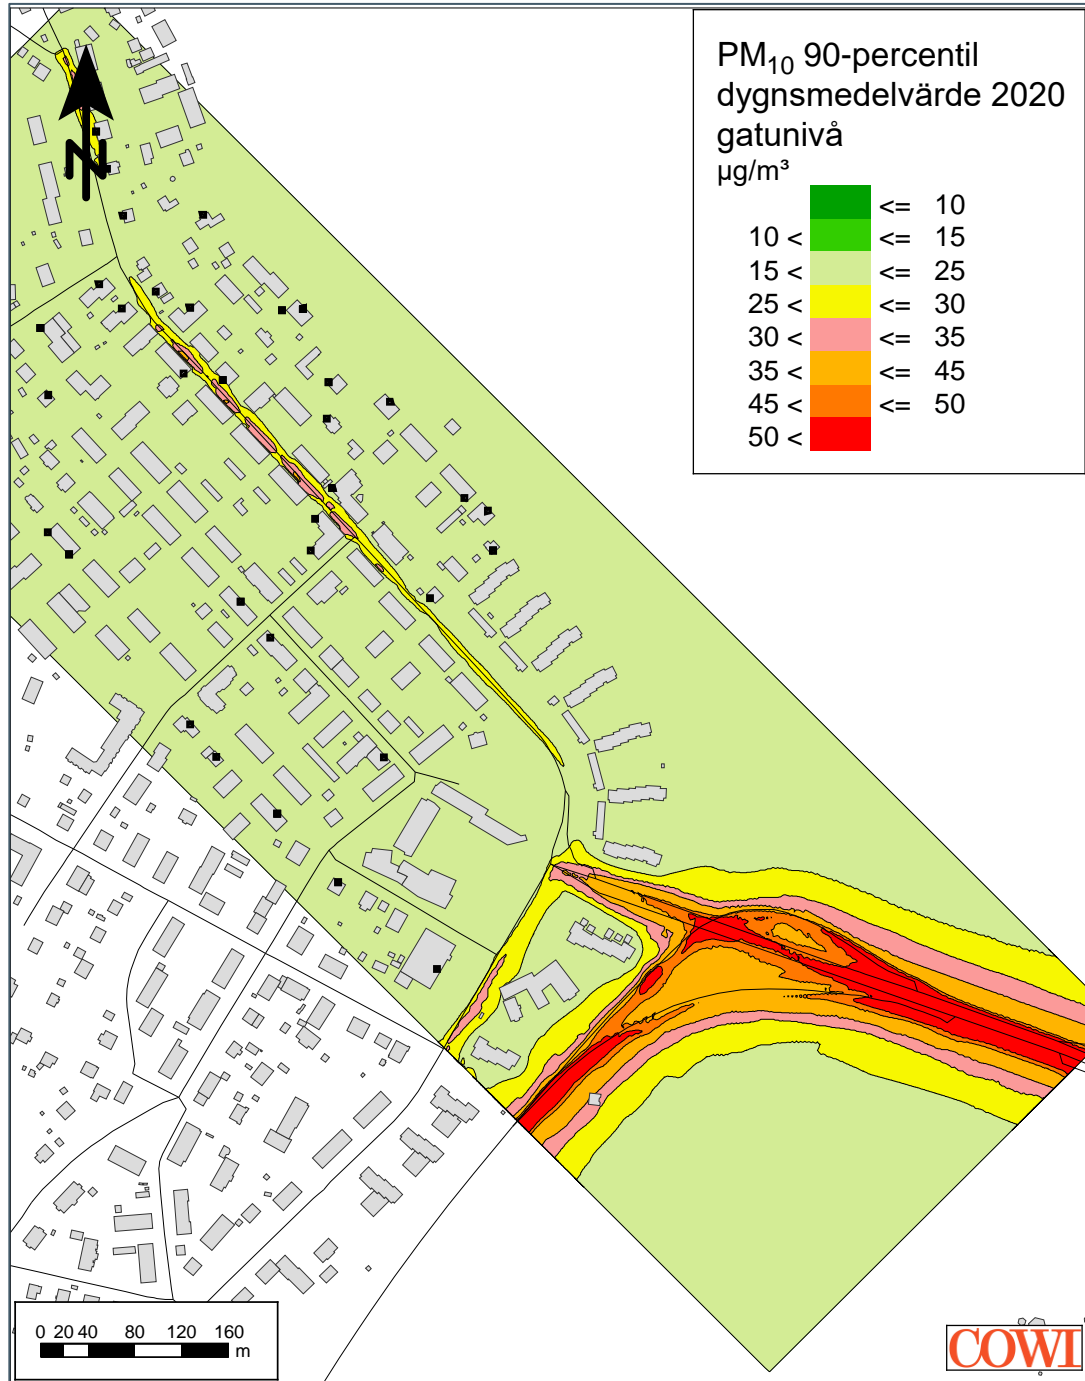 PM₁₀ 90-percentil
dygnsmedelvärde 2020
gatunivå
µg/m³
<= 10
10 < <= 15
15 < <= 25
25 < <= 30
30 < <= 35
35 < <= 45
45 < <= 50
50 <
N
0 20 40 80 120 160
m
COWI